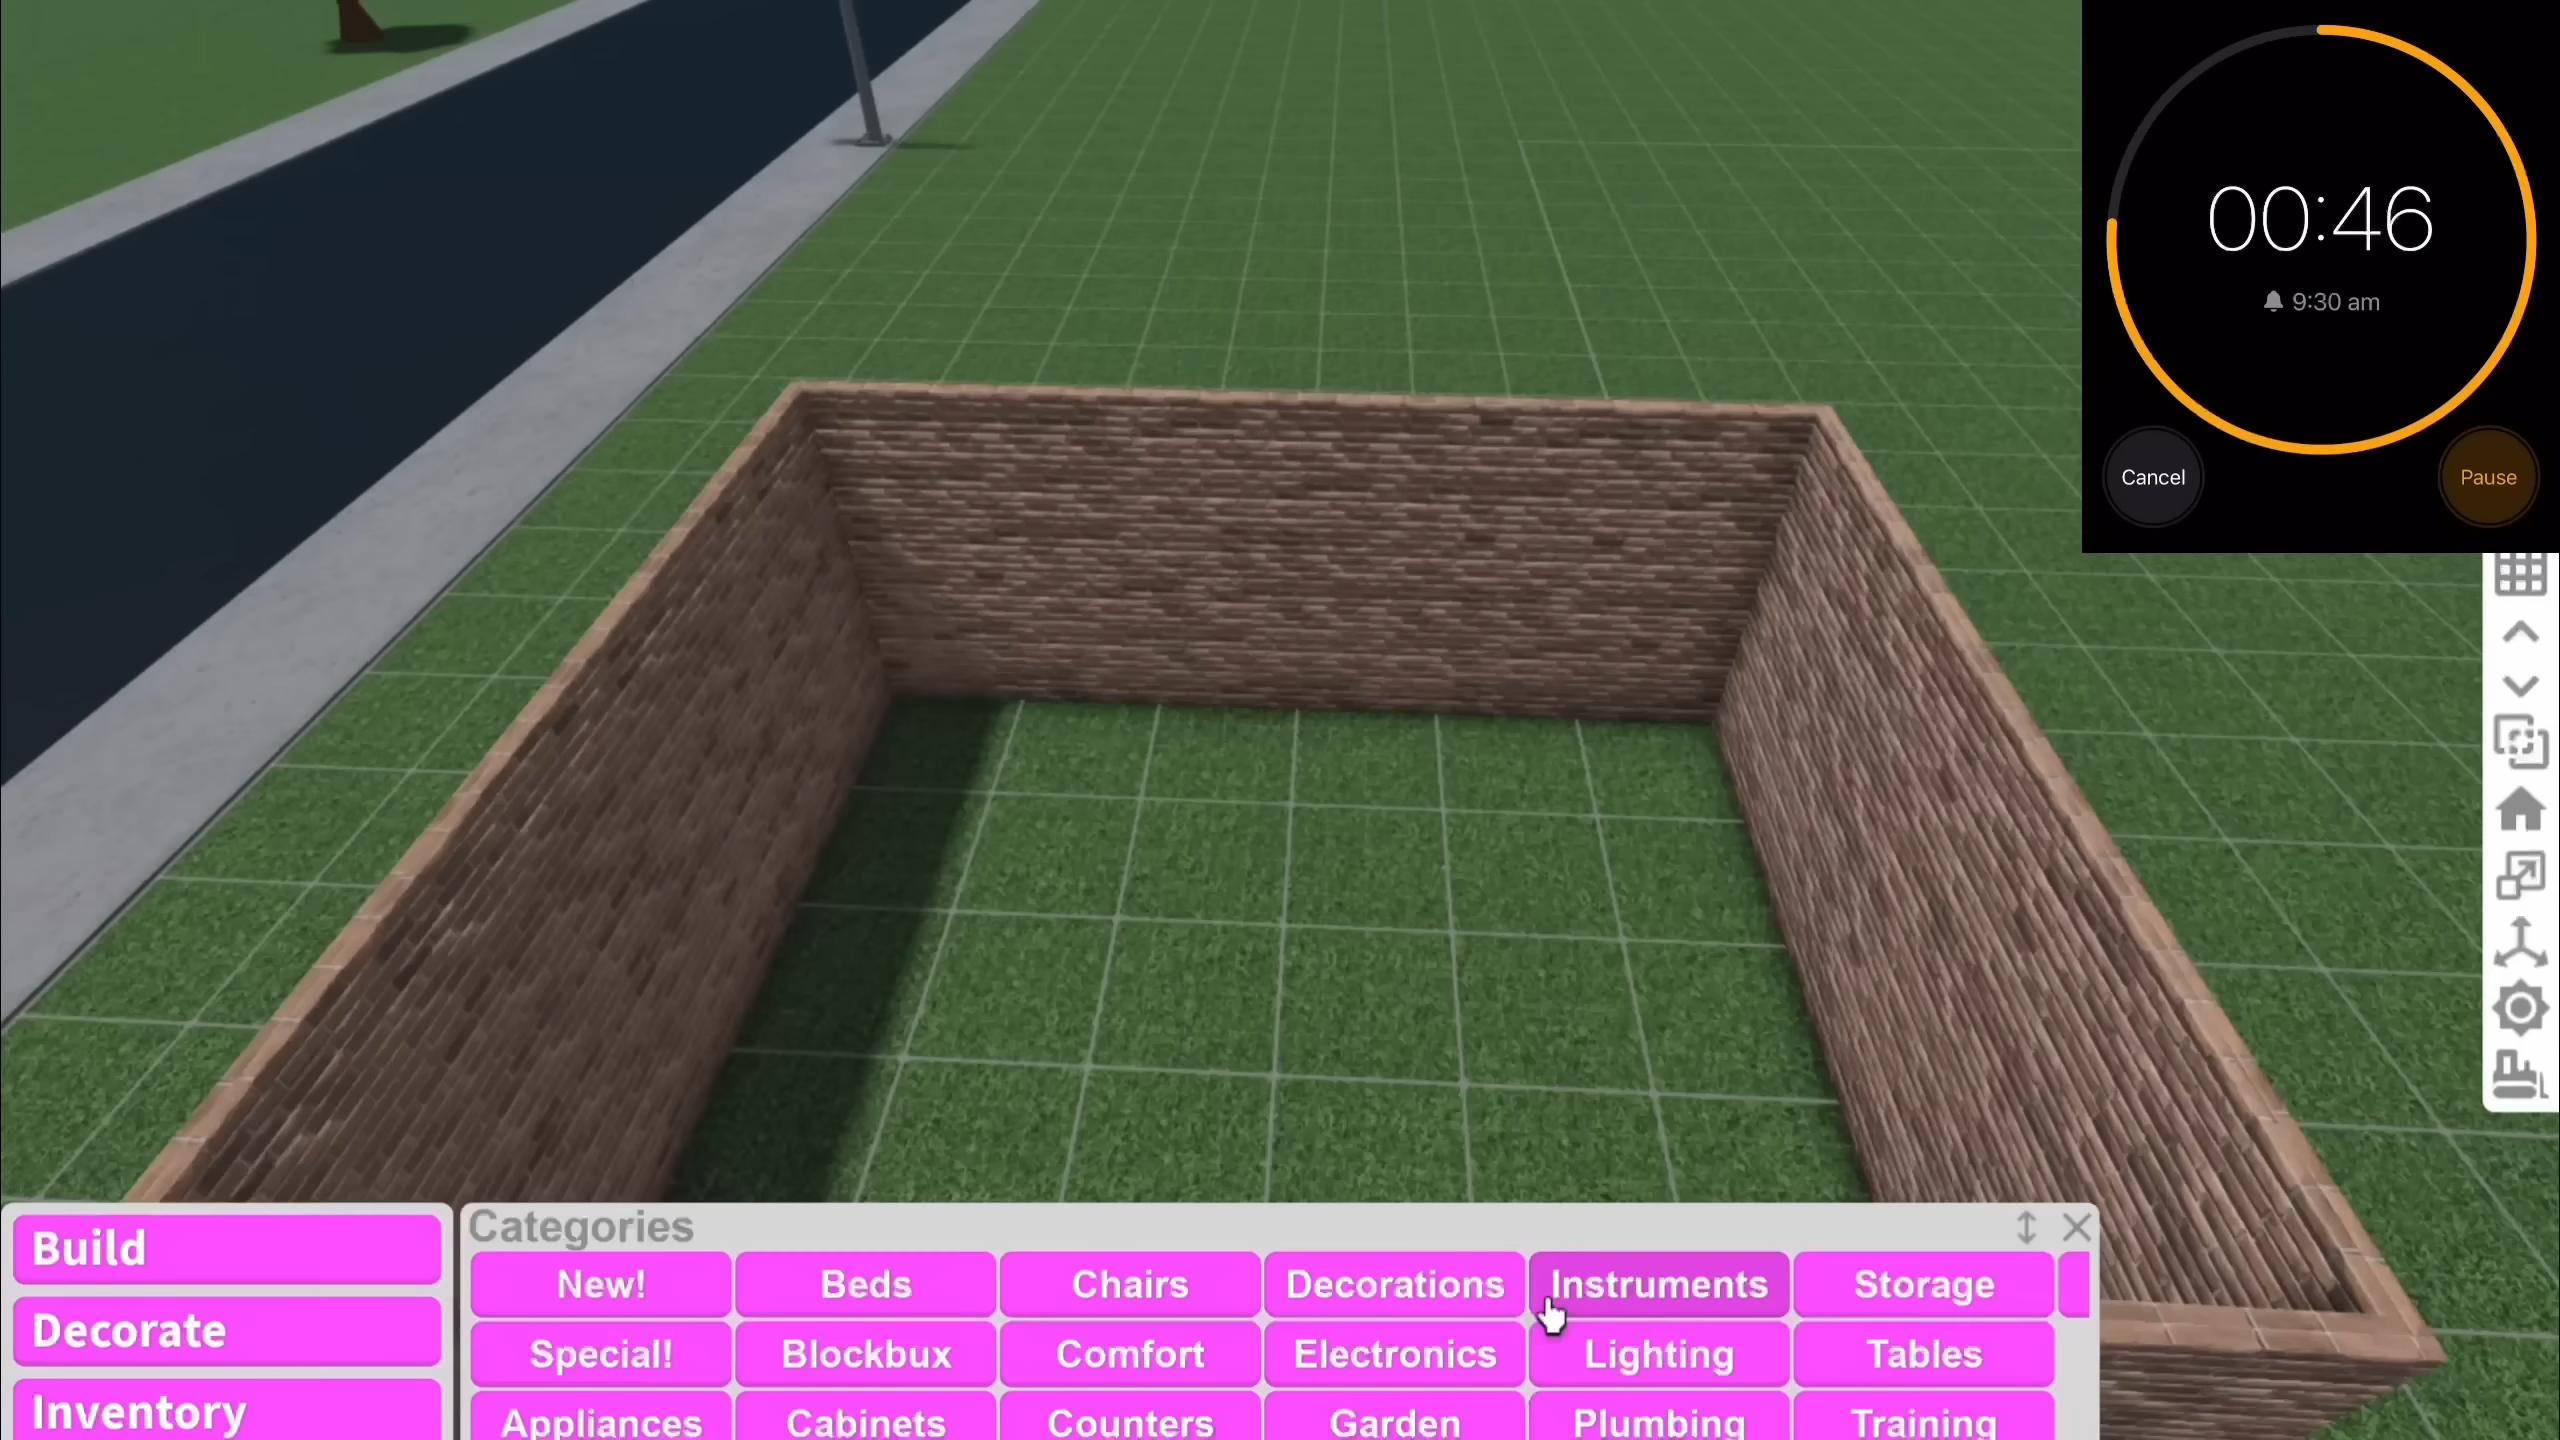 00:46
9:30 am
Cancel
Pause
Build
Decorate
Inventory
Categories
New!
Beds
Chairs
Decorations
Instruments
Storage
Special!
Blockbux
Comfort
Electronics
Lighting
Tables
Appliances
Cabinets
Counters
Garden
Plumbing
Training